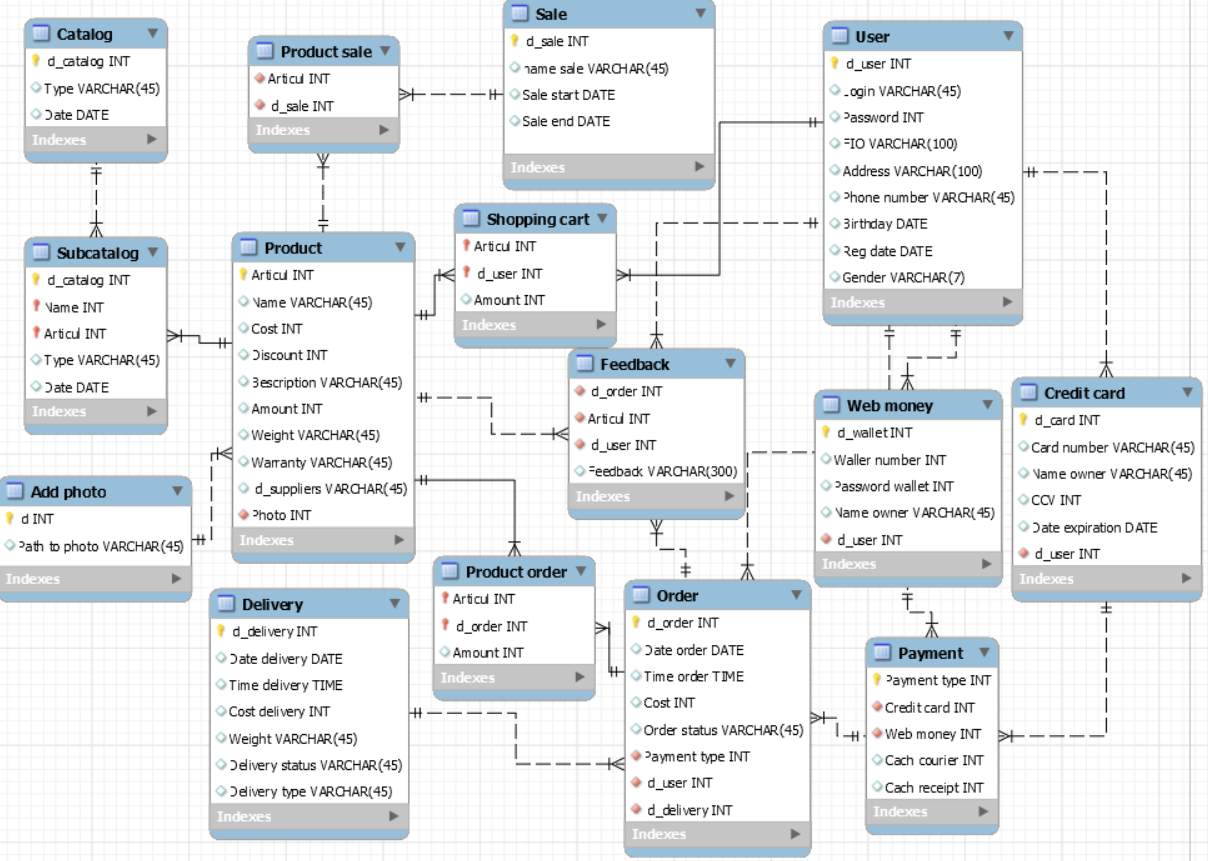 Catalog
d_catalog INT
Type VARCHAR(45)
Date DATE
Indexes
Product sale
Articul INT
d_sale INT
Indexes
Sale
d_sale INT
name sale VARCHAR(45)
Sale start DATE
Sale end DATE
Indexes
User
d_user INT
Login VARCHAR(45)
Password INT
FIO VARCHAR(100)
Address VARCHAR(100)
Phone number VARCHAR(45)
Birthday DATE
Reg date DATE
Gender VARCHAR(7)
Indexes
Subcatalog
d_catalog INT
Name INT
Articul INT
Type VARCHAR(45)
Date DATE
Indexes
Product
Articul INT
Name VARCHAR(45)
Cost INT
Discount INT
Description VARCHAR(45)
Amount INT
Weight VARCHAR(45)
Warranty VARCHAR(45)
d_suppliers VARCHAR(45)
Photo INT
Indexes
Shopping cart
Articul INT
d_user INT
Amount INT
Indexes
Feedback
d_order INT
Articul INT
d_user INT
Feedback VARCHAR(300)
Indexes
Web money
d_wallet INT
Waller number INT
Password wallet INT
Name owner VARCHAR(45)
d_user INT
Indexes
Credit card
d_card INT
Card number VARCHAR(45)
Name owner VARCHAR(45)
CCV INT
Date expiration DATE
d_user INT
Indexes
Add photo
d INT
Path to photo VARCHAR(45)
Indexes
Delivery
d_delivery INT
Date delivery DATE
Time delivery TIME
Cost delivery INT
Weight VARCHAR(45)
Delivery status VARCHAR(45)
Delivery type VARCHAR(45)
Indexes
Product order
Articul INT
d_order INT
Amount INT
Indexes
Order
d_order INT
Date order DATE
Time order TIME
Cost INT
Order status VARCHAR(45)
Payment type INT
d_user INT
d_delivery INT
Indexes
Payment
Payment type INT
Credit card INT
Web money INT
Cach courier INT
Cach receipt INT
Indexes